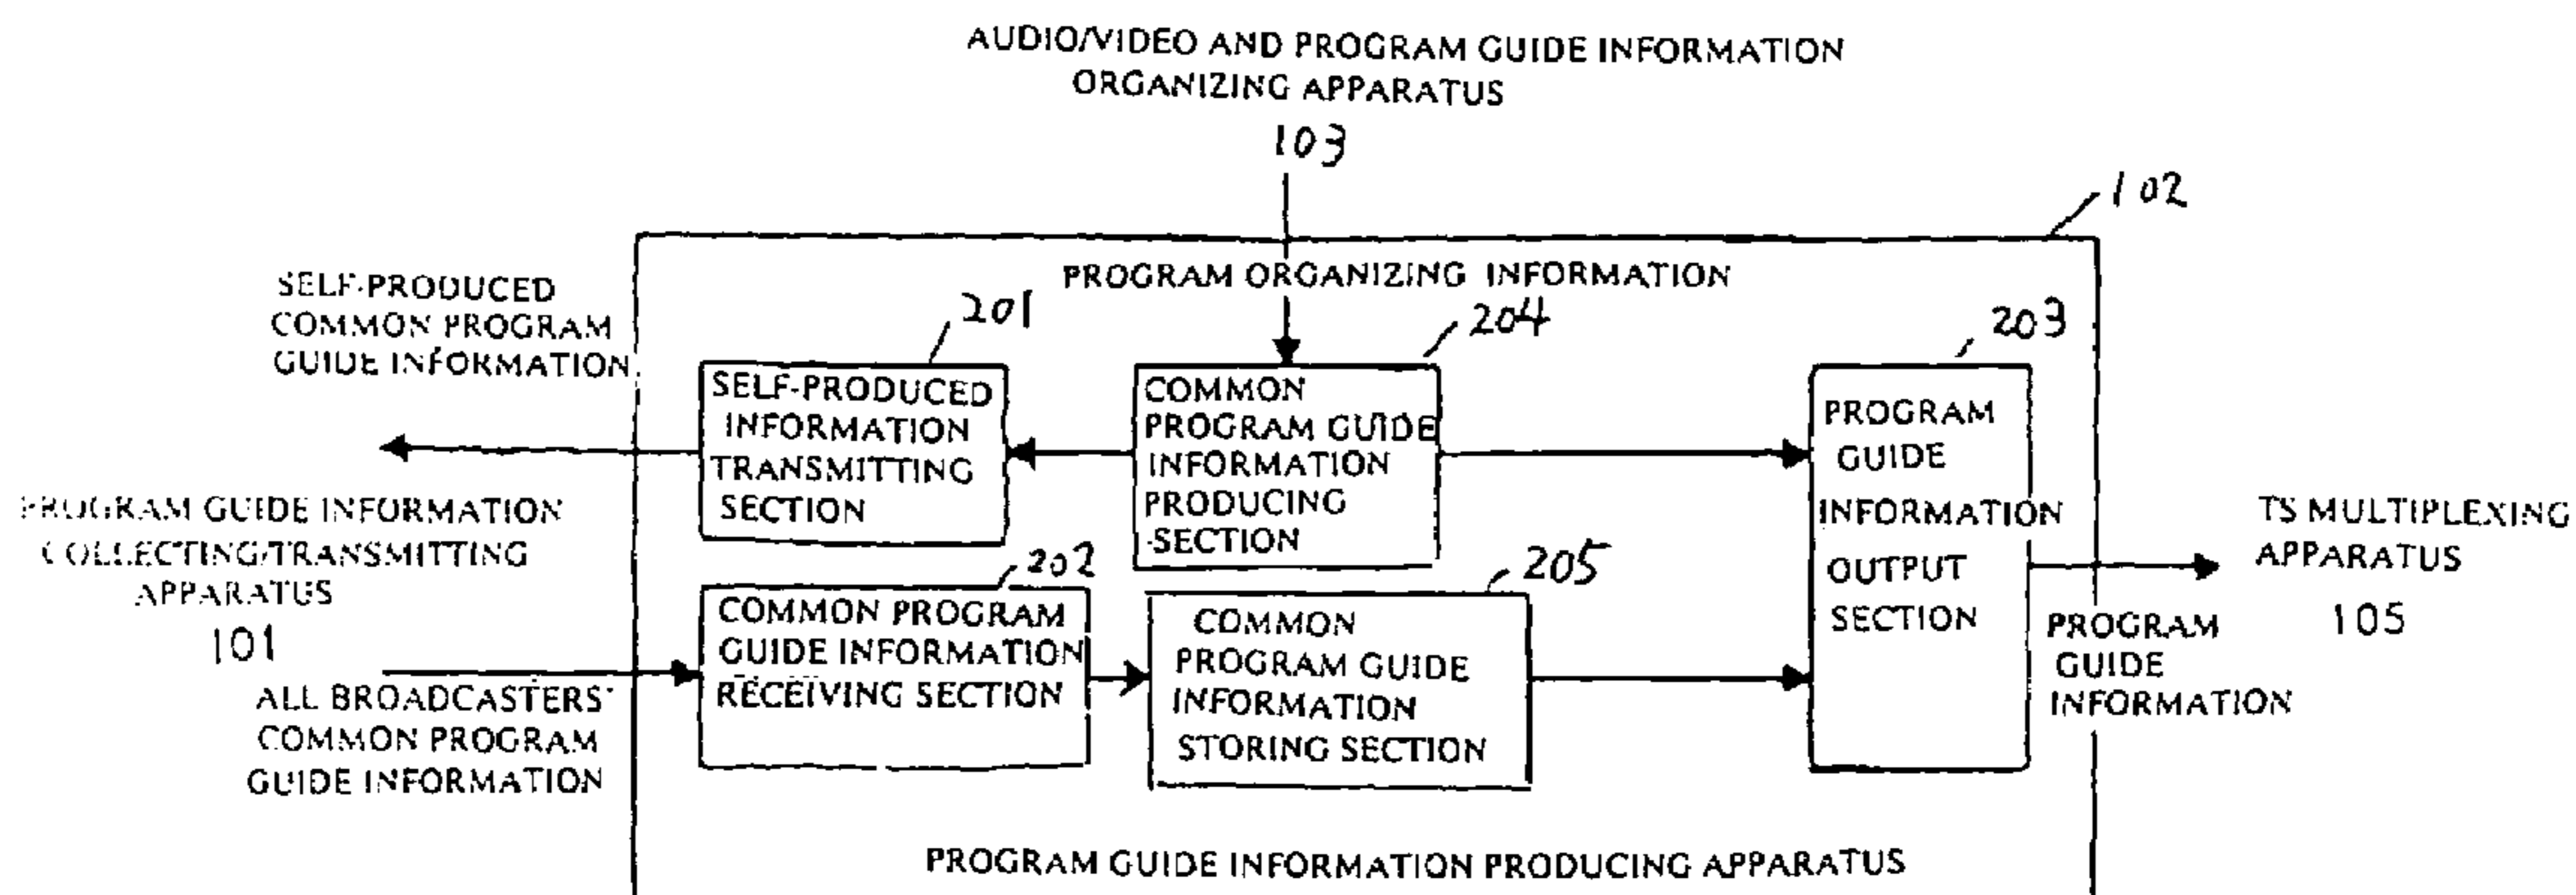 AUDIO/VIDEO AND PROGRAM GUIDE INFORMATION
ORGANIZING APPARATUS
103
102
PROGRAM ORGANIZING INFORMATION
SELF-PRODUCED
COMMON PROGRAM
GUIDE INFORMATION
201
204
203
SELF-PRODUCED
INFORMATION
TRANSMITTING
SECTION
COMMON
PROGRAM GUIDE
INFORMATION
PRODUCING
-SECTION
PROGRAM
GUIDE
INFORMATION
OUTPUT
SECTION
PROGRAM GUIDE INFORMATION
COLLECTING/TRANSMITTING
APPARATUS
101
TS MULTIPLEXING
APPARATUS
105
202
205
COMMON PROGRAM
GUIDE INFORMATION
RECEIVING SECTION
COMMON
PROGRAM GUIDE
INFORMATION
STORING SECTION
PROGRAM
GUIDE
INFORMATION
ALL BROADCASTERS'
COMMON PROGRAM
GUIDE INFORMATION
PROGRAM GUIDE INFORMATION PRODUCING APPARATUS